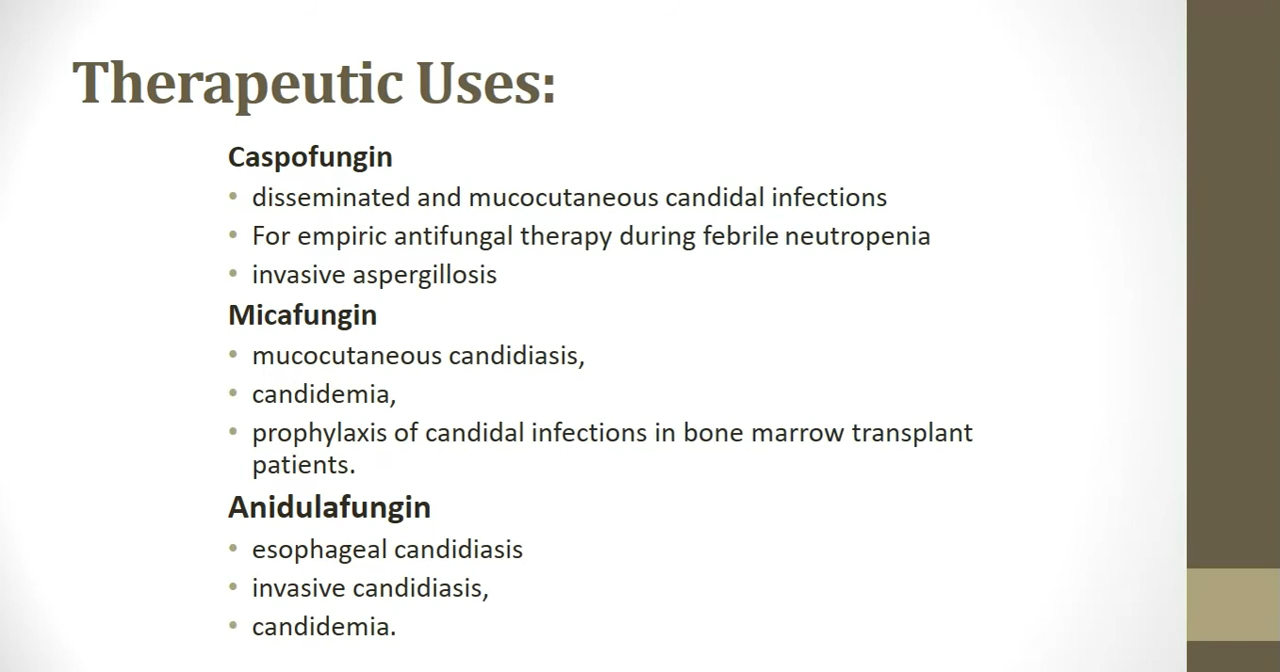 Therapeutic Uses:
Caspofungin
• disseminated and mucocutaneous candidal infections
• For empiric antifungal therapy during febrile neutropenia
• invasive aspergillosis
Micafungin
• mucocutaneous candidiasis,
• candidemia,
• prophylaxis of candidal infections in bone marrow transplant
patients.
Anidulafungin
• esophageal candidiasis
• invasive candidiasis,
• candidemia.